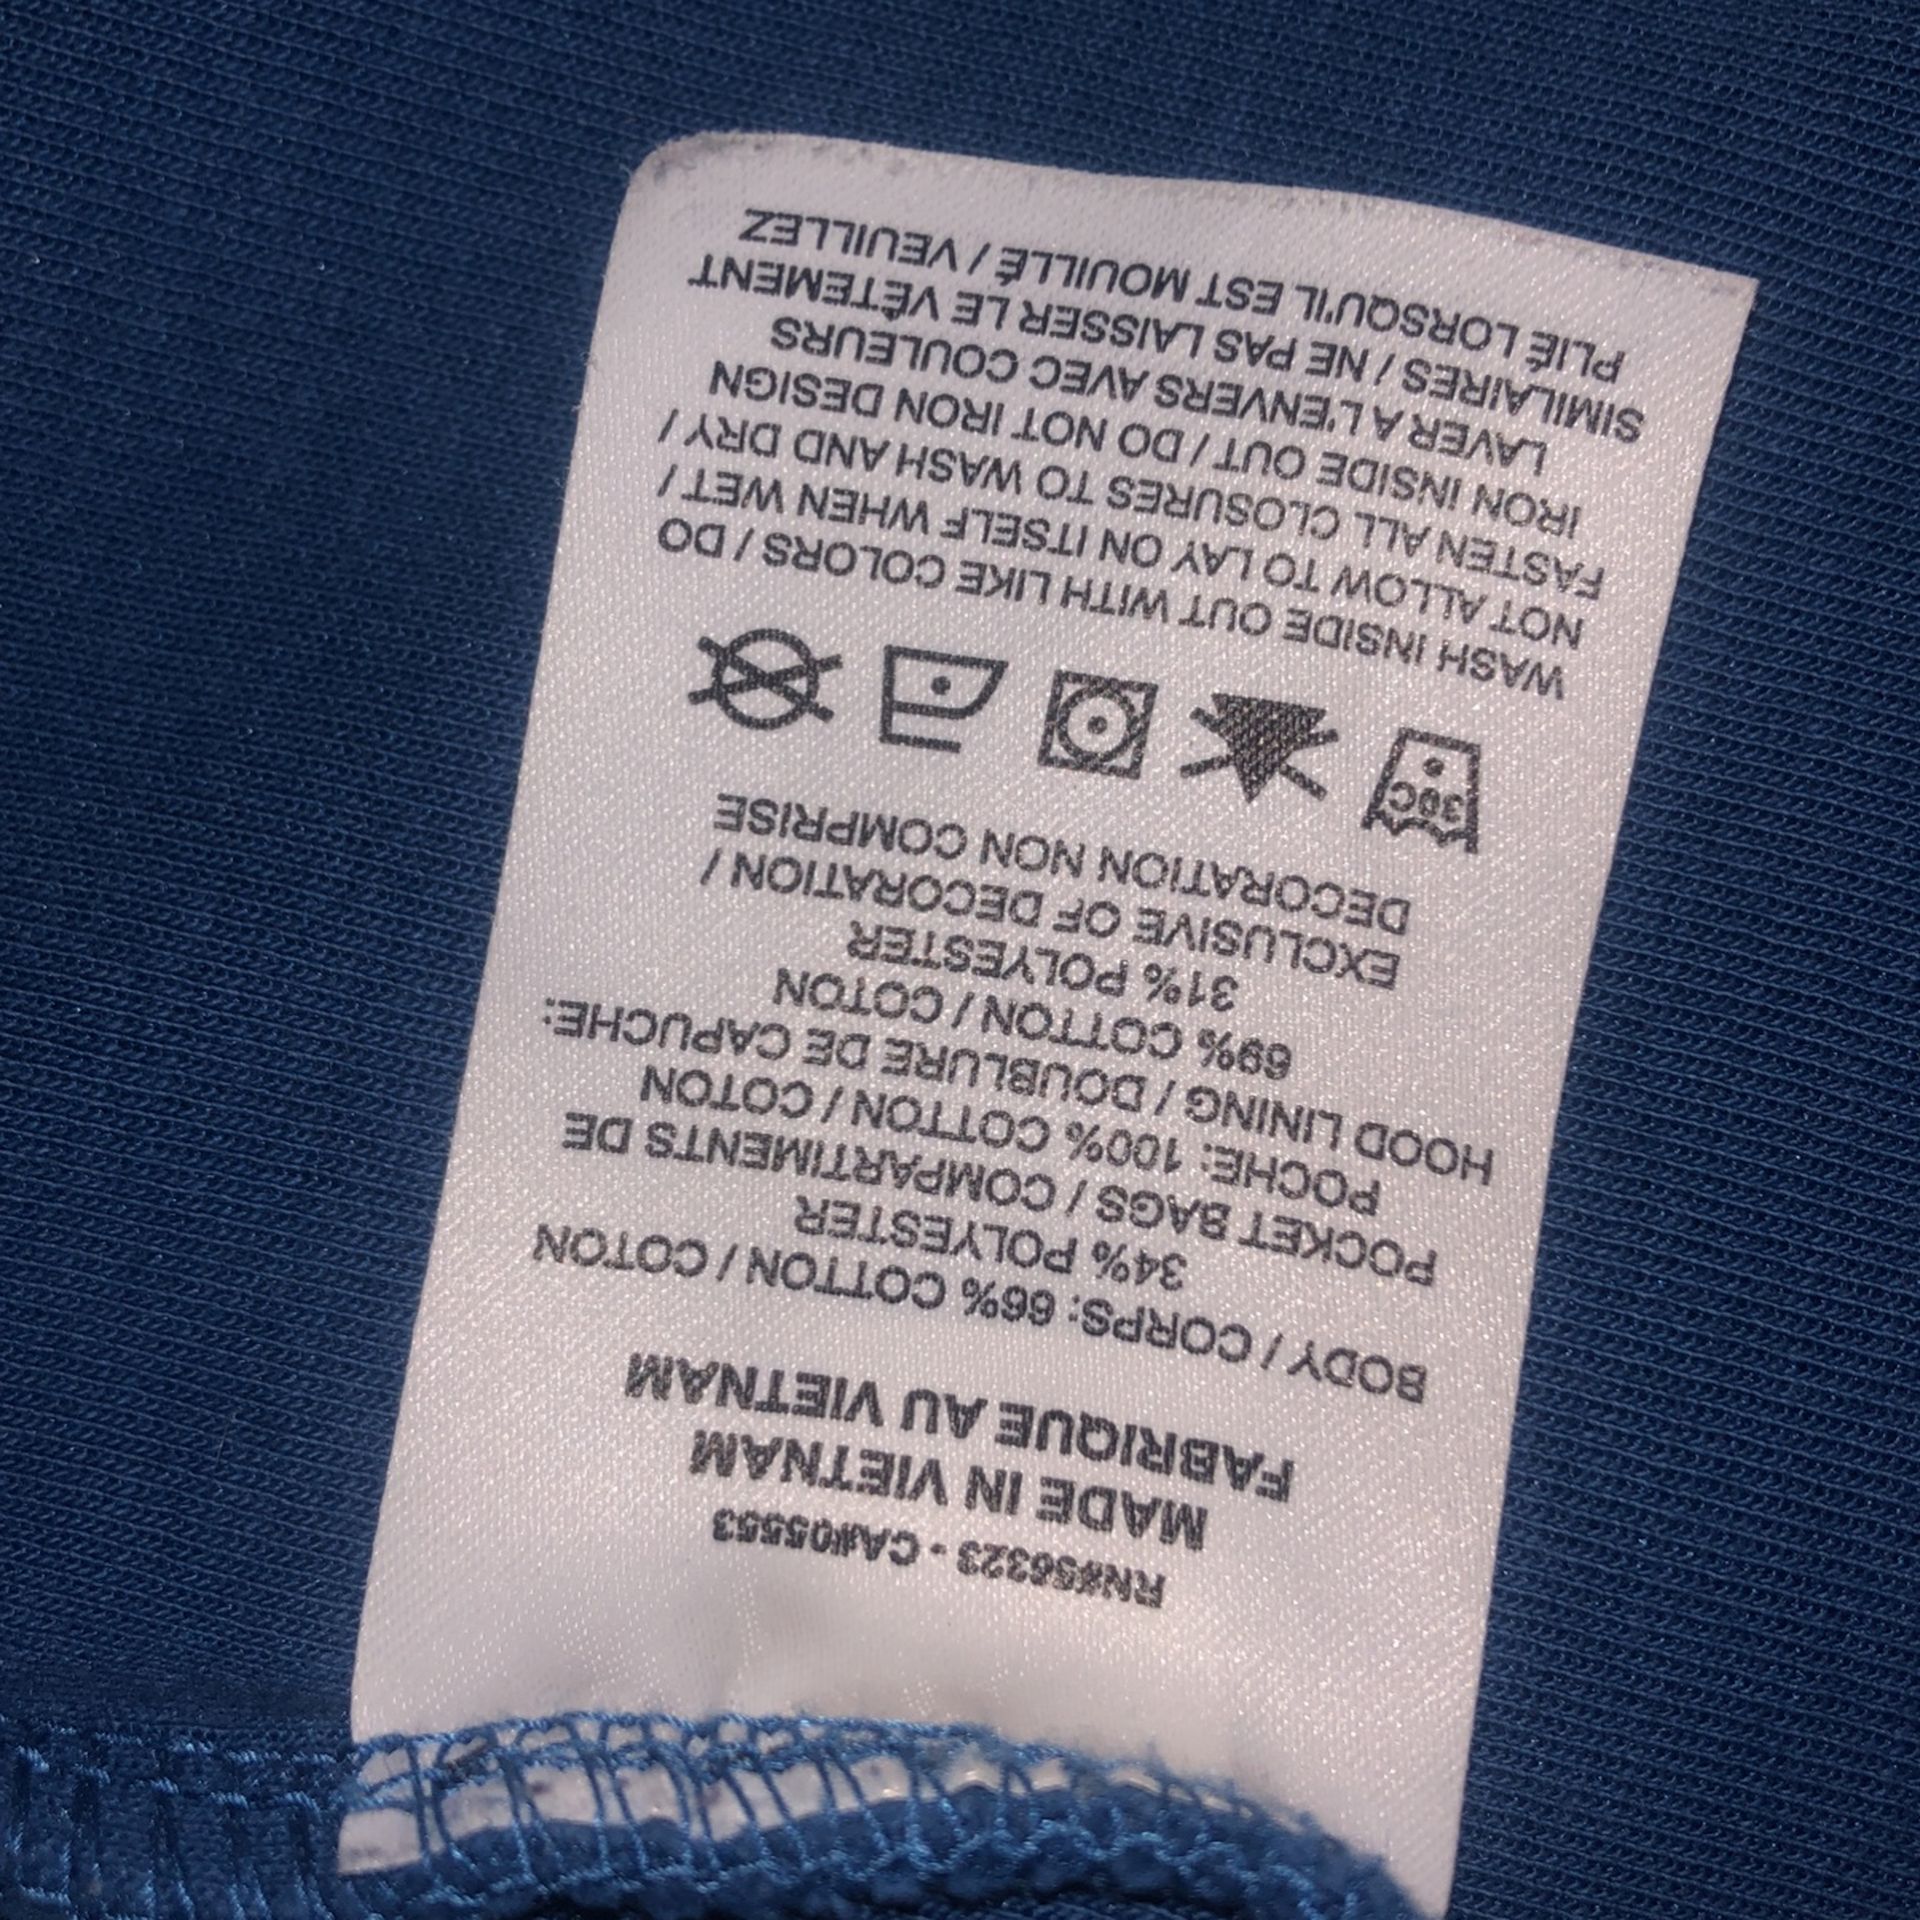 RN#56323 - CA#05553
MADE IN VIETNAM
FABRIQUE AU VIETNAM
BODY / CORPS: 66% COTTON / COTON
34% POLYESTER
POCKET BAGS / COMPARTIMENTS DE
POCHE: 100% COTTON / COTON
HOOD LINING / DOUBLURE DE CAPUCHE:
69% COTTON / COTON
31% POLYESTER
EXCLUSIVE OF DECORATION /
DECORATION NON COMPRISE
30C
WASH INSIDE OUT WITH LIKE COLORS / DO
NOT ALLOW TO LAY ON ITSELF WHEN WET /
FASTEN ALL CLOSURES TO WASH AND DRY /
IRON INSIDE OUT / DO NOT IRON DESIGN
LAVER A L'ENVERS AVEC COULEURS
SIMILAIRES / NE PAS LAISSER LE VÊTEMENT
PLIÉ LORSQU'IL EST MOUILLÉ / VEUILLEZ